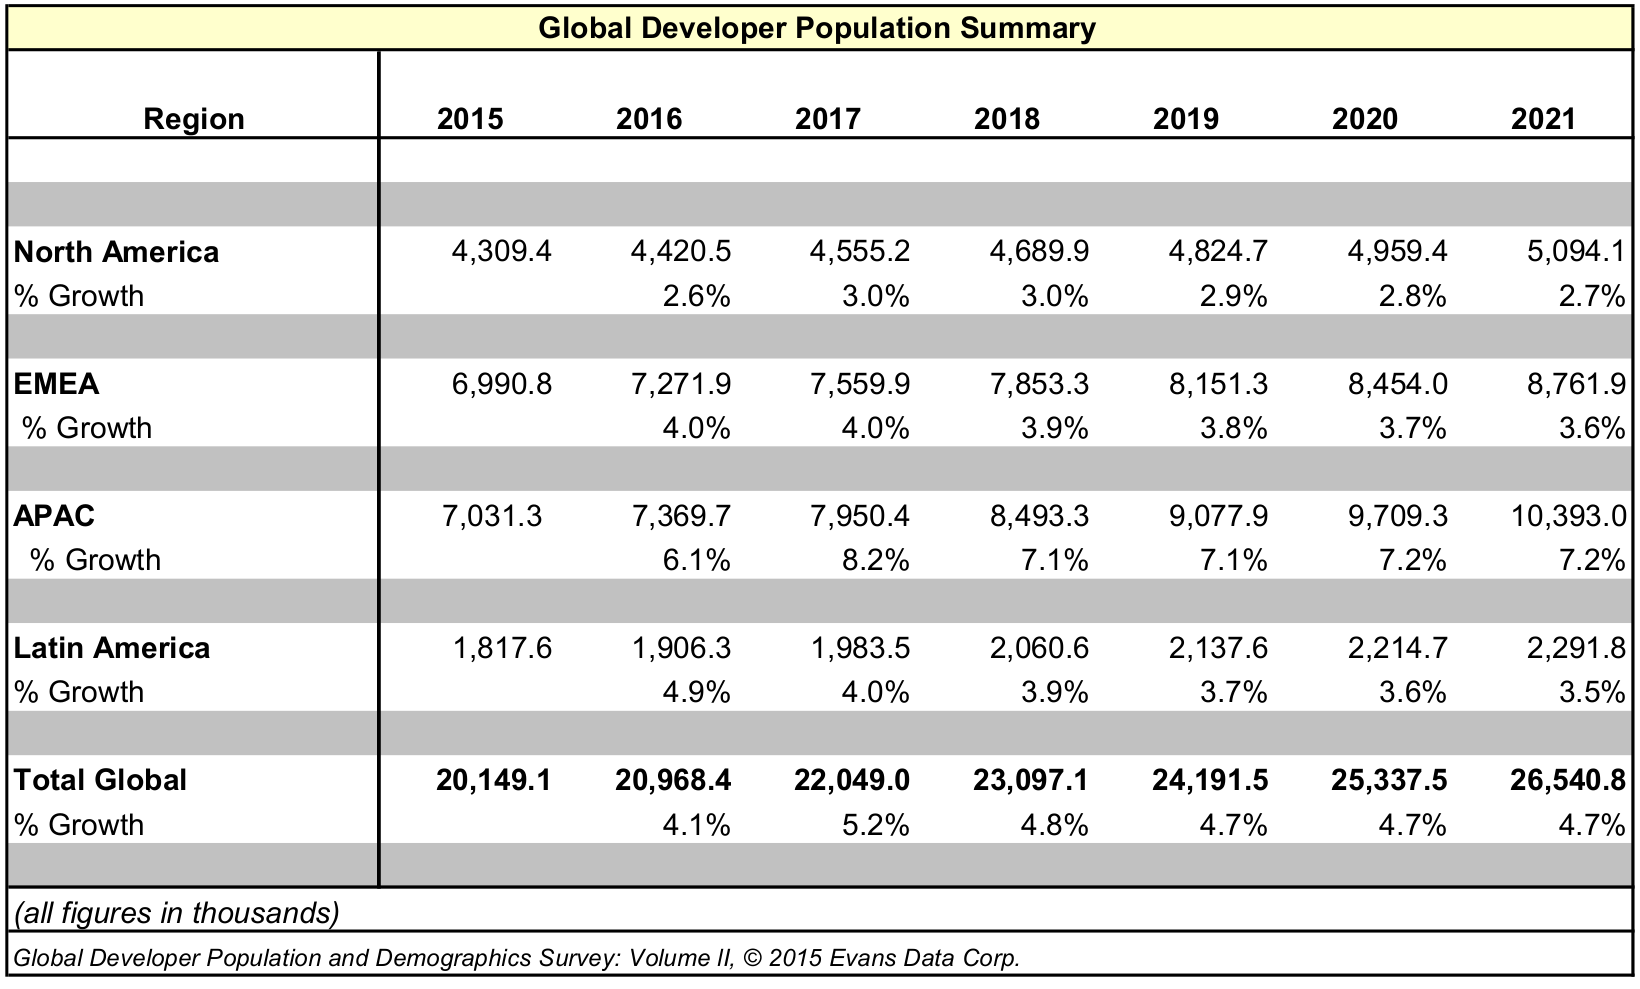 Global Developer Population Summary
Region 2015 2016 2017 2018 2019 2020 2021
North America 4,309.4 4,420.5 4,555.2 4,689.9 4,824.7 4,959.4 5,094.1
% Growth 2.6% 3.0% 3.0% 2.9% 2.8% 2.7%
EMEA 6,990.8 7,271.9 7,559.9 7,853.3 8,151.3 8,454.0 8,761.9
% Growth 4.0% 4.0% 3.9% 3.8% 3.7% 3.6%
APAC 7,031.3 7,369.7 7,950.4 8,493.3 9,077.9 9,709.3 10,393.0
% Growth 6.1% 8.2% 7.1% 7.1% 7.2% 7.2%
Latin America 1,817.6 1,906.3 1,983.5 2,060.6 2,137.6 2,214.7 2,291.8
% Growth 4.9% 4.0% 3.9% 3.7% 3.6% 3.5%
Total Global 20,149.1 20,968.4 22,049.0 23,097.1 24,191.5 25,337.5 26,540.8
% Growth 4.1% 5.2% 4.8% 4.7% 4.7% 4.7%
(all figures in thousands)
Global Developer Population and Demographics Survey: Volume II, © 2015 Evans Data Corp.